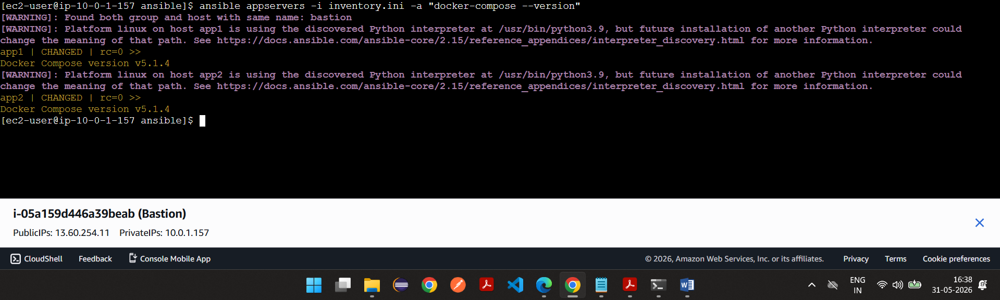 [ec2-user@ip-10-0-1-157 ansible]$ ansible appservers -i inventory.ini -a "docker-compose --version"
[WARNING]: Found both group and host with same name: bastion
[WARNING]: Platform linux on host app1 is using the discovered Python interpreter at /usr/bin/python3.9, but future installation of another Python interpreter could
change the meaning of that path. See https://docs.ansible.com/ansible-core/2.15/reference_appendices/interpreter_discovery.html for more information.
app1 | CHANGED | rc=0 >>
Docker Compose version v5.1.4
[WARNING]: Platform linux on host app2 is using the discovered Python interpreter at /usr/bin/python3.9, but future installation of another Python interpreter could
change the meaning of that path. See https://docs.ansible.com/ansible-core/2.15/reference_appendices/interpreter_discovery.html for more information.
app2 | CHANGED | rc=0 >>
Docker Compose version v5.1.4
[ec2-user@ip-10-0-1-157 ansible]$
i-05a159d446a39beab (Bastion)
PublicIPs: 13.60.254.11 PrivateIPs: 10.0.1.157
CloudShell Feedback Console Mobile App © 2026, Amazon Web Services, Inc. or its affiliates. Privacy Terms Cookie preferences
ENG 16:38
IN 31-05-2026